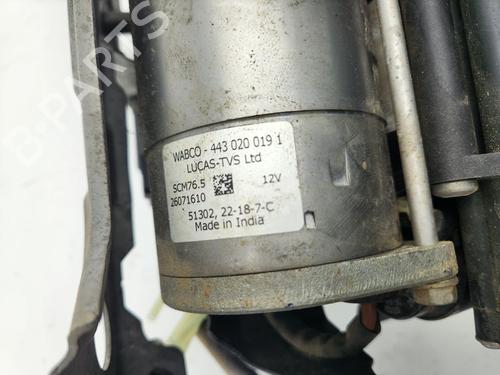 B-PARTS
WABCO - 443 020 019 1
LUCAS-TVS Ltd
SCM76.5 12V
26071610
51302, 22-18-7-C
Made in India